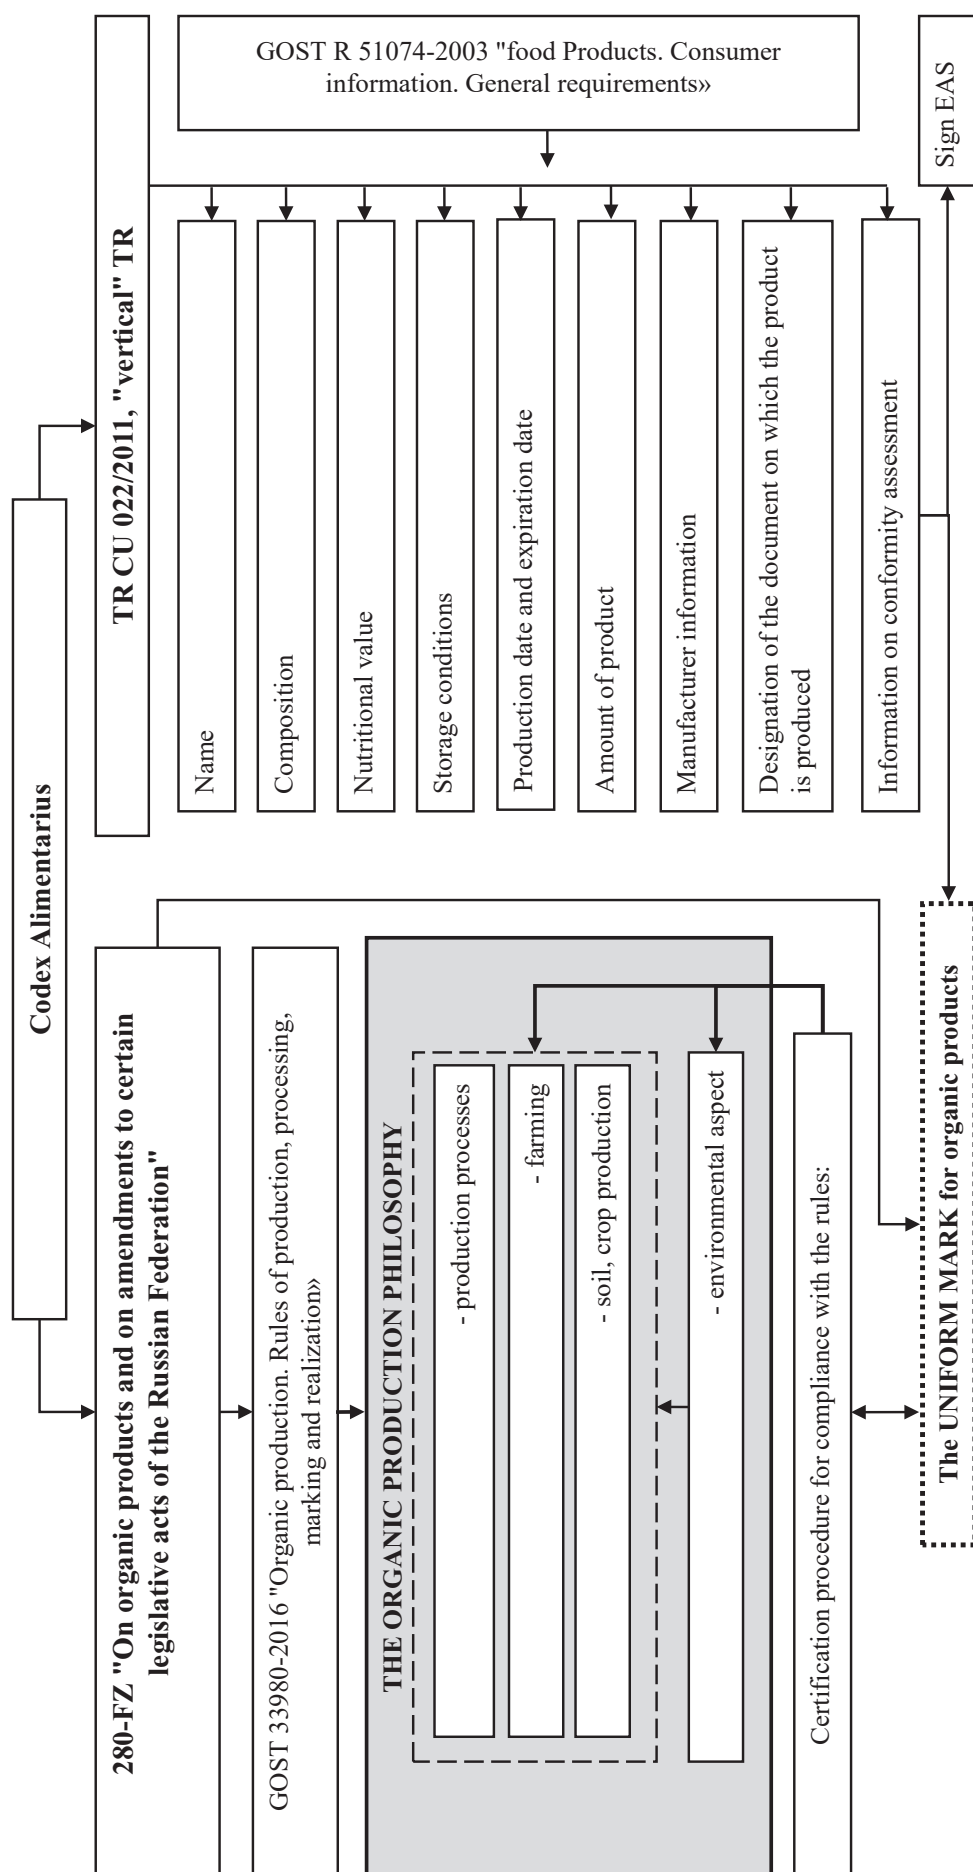 Codex Alimentarius
280-FZ "On organic products and on amendments to certain
legislative acts of the Russian Federation"
GOST 33980-2016 "Organic production. Rules of production, processing,
marking and realization»
THE ORGANIC PRODUCTION PHILOSOPHY
- production processes
- farming
- soil, crop production
- environmental aspect
Certification procedure for compliance with the rules:
The UNIFORM MARK for organic products
TR CU 022/2011, "vertical" TR
GOST R 51074-2003 "food Products. Consumer
information. General requirements»
Name
Composition
Nutritional value
Storage conditions
Production date and expiration date
Amount of product
Manufacturer information
Designation of the document on which the product
is produced
Information on conformity assessment
Sign EAS